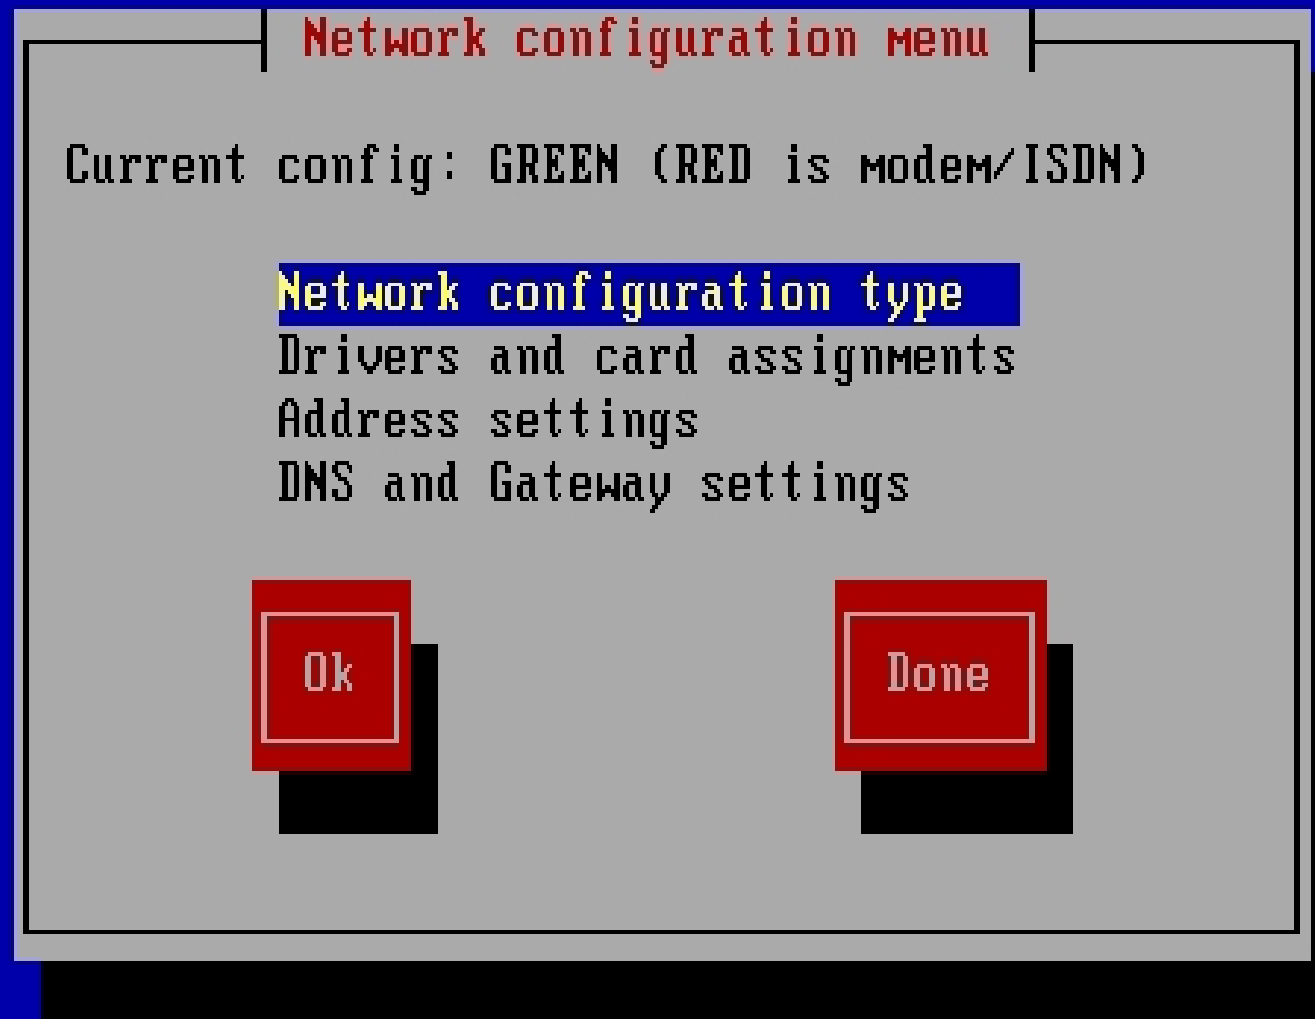 Network configuration menu
Current config: GREEN (RED is modem/ISDN)
Network configuration type
Drivers and card assignments
Address settings
DNS and Gateway settings
Ok Done